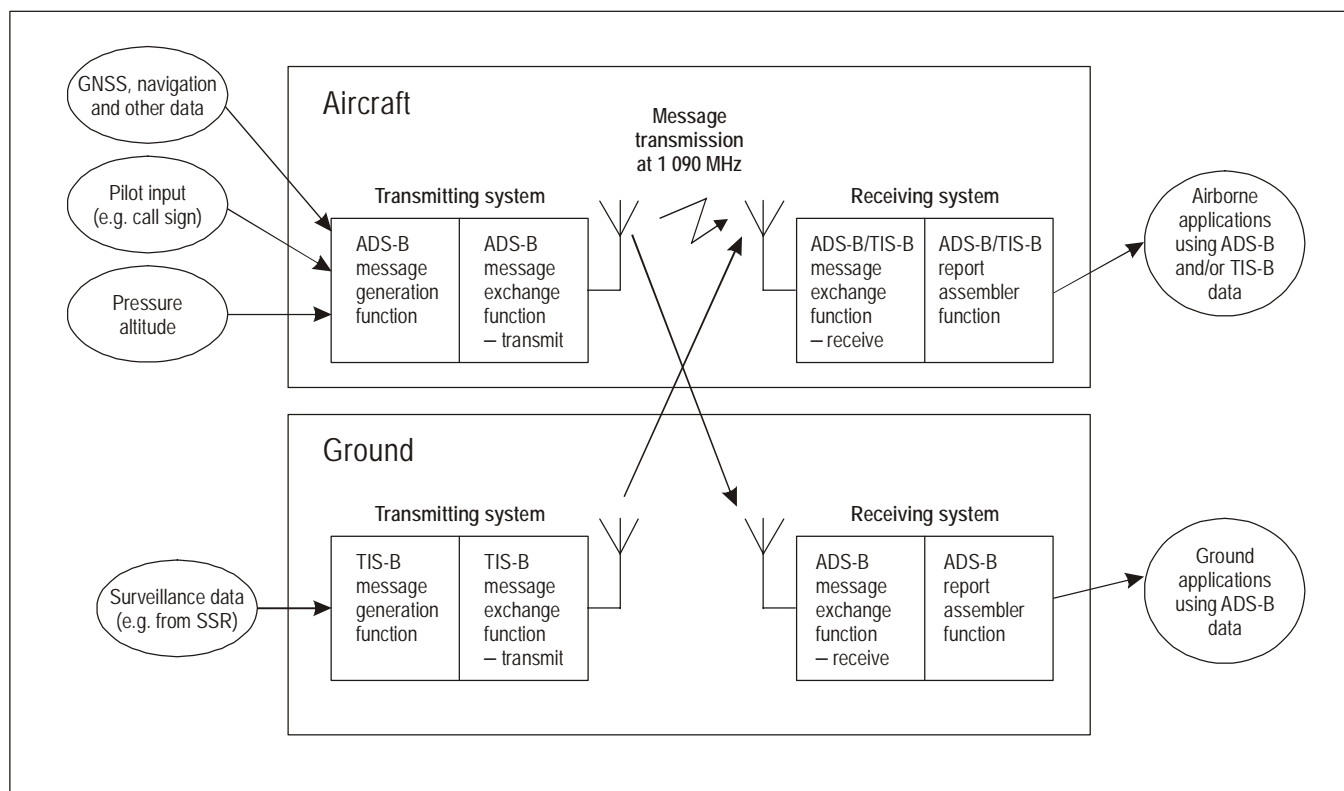 GNSS, navigation
and other data
Pilot input
(e.g. call sign)
Pressure
altitude
Aircraft
Message
transmission
at 1 090 MHz
Transmitting system
ADS-B
message
generation
function
ADS-B
message
exchange
function
– transmit
Receiving system
ADS-B/TIS-B
message
exchange
function
– receive
ADS-B/TIS-B
report
assembler
function
Airborne
applications
using ADS-B
and/or TIS-B
data
Ground
Surveillance data
(e.g. from SSR)
Transmitting system
TIS-B
message
generation
function
TIS-B
message
exchange
function
– transmit
Receiving system
ADS-B
message
exchange
function
– receive
ADS-B
report
assembler
function
Ground
applications
using ADS-B
data